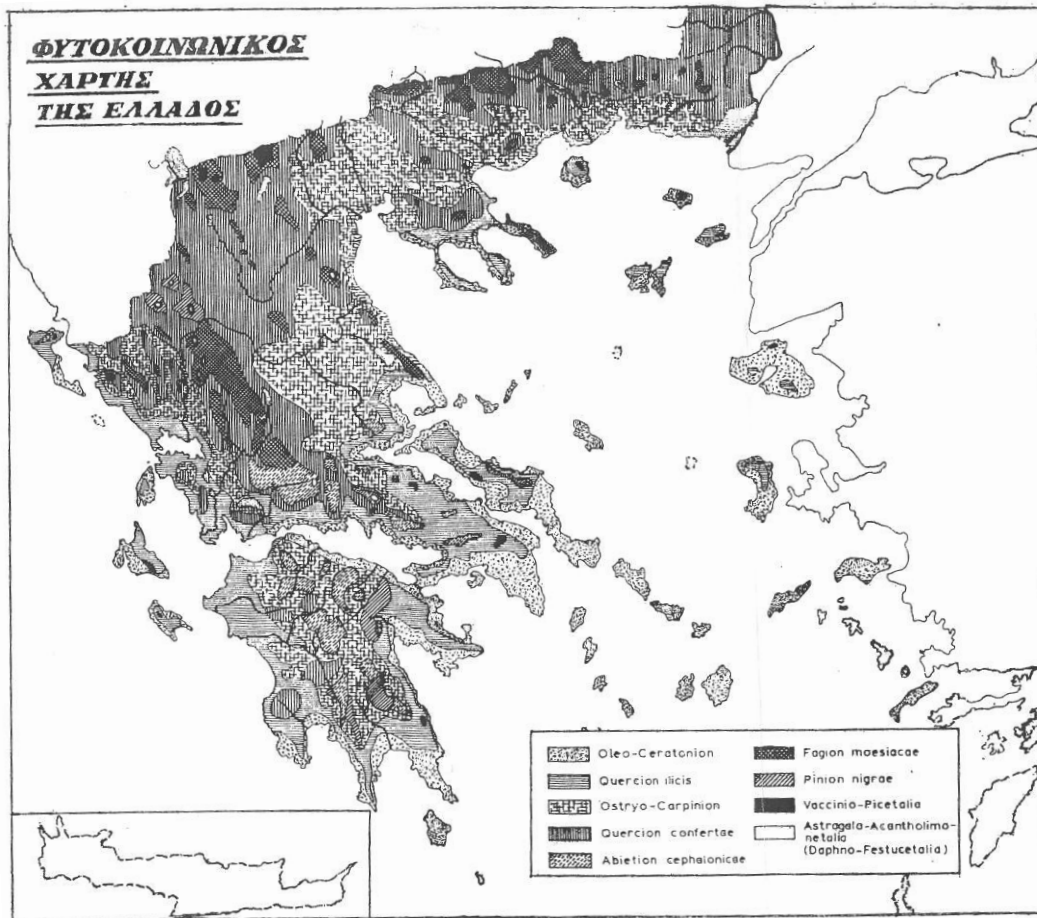 ΦΥΤΟΚΟΙΝΩΝΙΚΟΣ
ΧΑΡΤΗΣ
ΤΗΣ ΕΛΛΑΔΟΣ
Oleo-Ceratonion
Quercion ilicis
Ostryo-Carpinion
Quercion confertae
Abietion cephalonicae
Fagion moesiacae
Pinion nigrae
Vaccinio-Picetalia
Astragalo-Acantholimo-
netalia
(Daphno-Festucetalia)